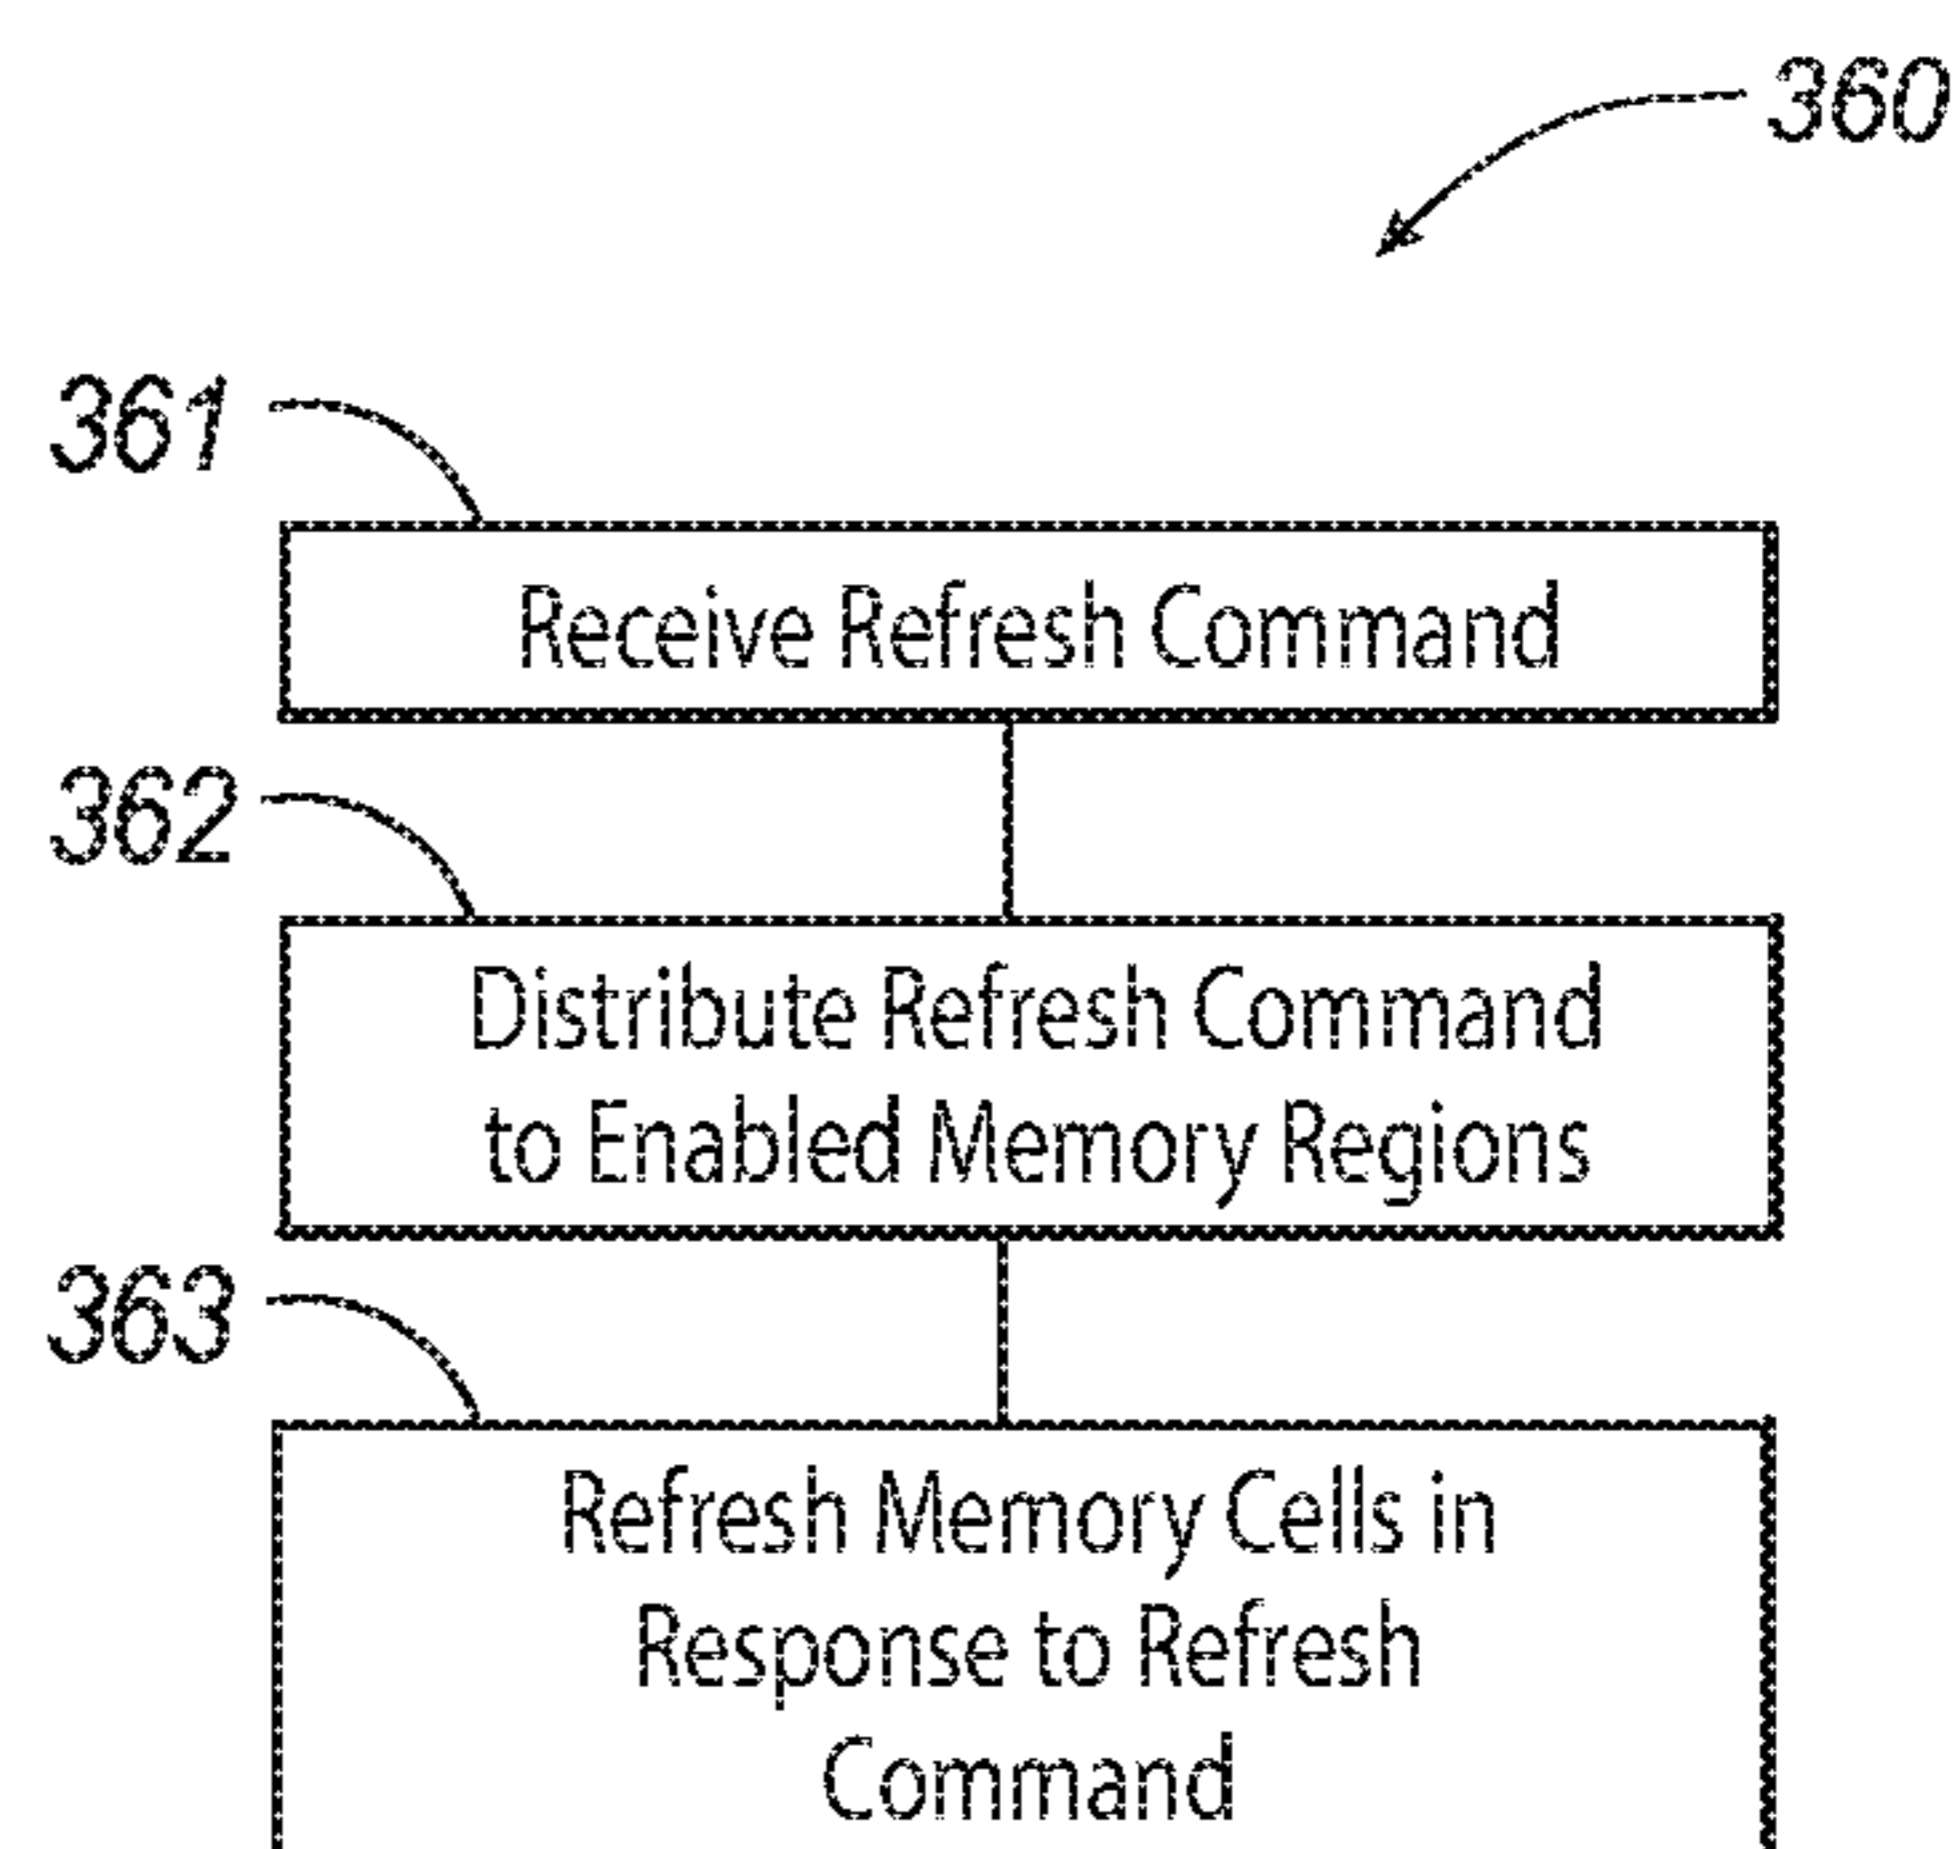 360
361
Receive Refresh Command
362
Distribute Refresh Command
to Enabled Memory Regions
363
Refresh Memory Cells in
Response to Refresh
Command